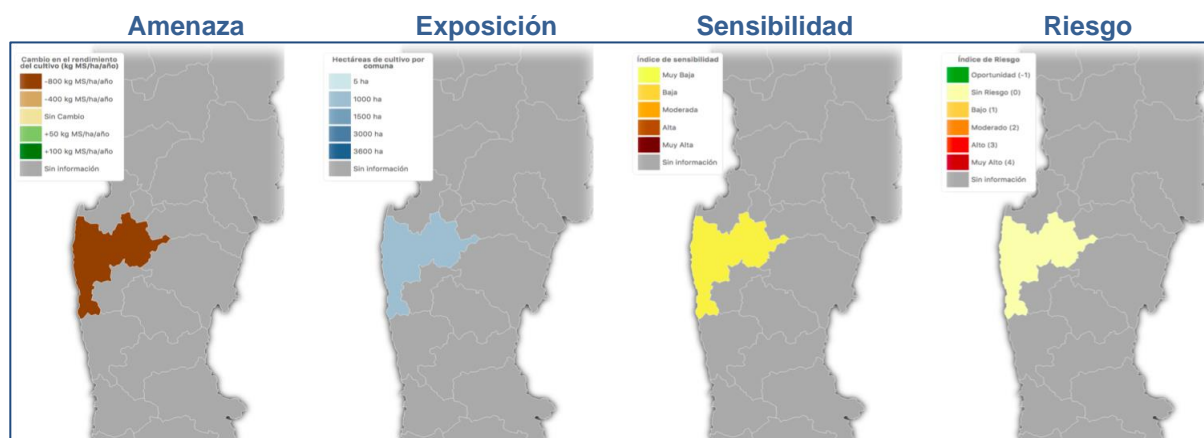 Amenaza
Exposición
Sensibilidad
Riesgo
Cambio en el rendimiento
del cultivo (kg MS/ha/año)
-800 kg MS/ha/año
-400 kg MS/ha/año
Sin Cambio
+50 kg MS/ha/año
+100 kg MS/ha/año
Sin información
Hectáreas de cultivo por
comuna
5 ha
1000 ha
1500 ha
3000 ha
3600 ha
Sin información
Índice de sensibilidad
Muy Baja
Baja
Moderada
Alta
Muy Alta
Sin información
Índice de Riesgo
Oportunidad (-1)
Sin Riesgo (0)
Bajo (1)
Moderado (2)
Alto (3)
Muy Alto (4)
Sin información